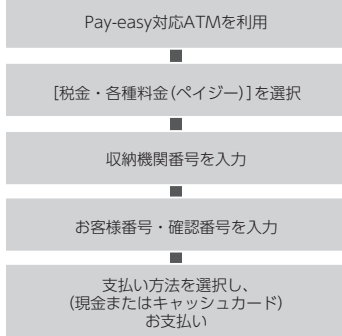 Pay-easy対応ATMを利用
[税金・各種料金(ペイジー)]を選択
収納機関番号を入力
お客様番号・確認番号を入力
支払い方法を選択し、
(現金またはキャッシュカード)
お支払い